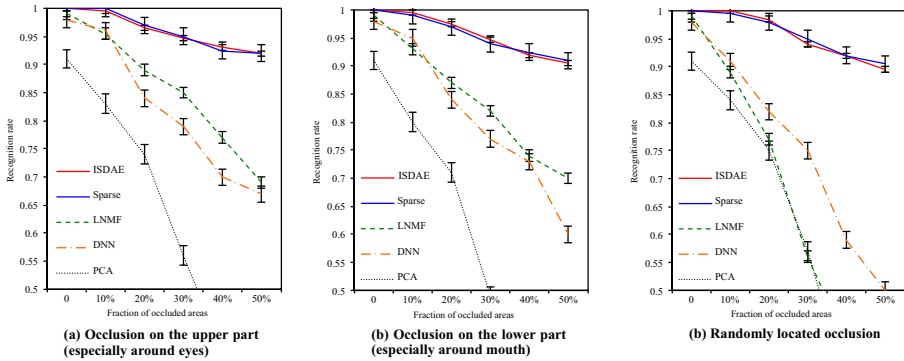 1
0.95
0.9
0.85
0.8
0.75
0.7
0.65
0.6
0.55
0.5
Recognition rate
ISDAE
Sparse
LNMF
DNN
PCA
0 10% 20% 30% 40% 50%
Fraction of occluded areas
(a) Occlusion on the upper part
(especially around eyes)
1
0.95
0.9
0.85
0.8
0.75
0.7
0.65
0.6
0.55
0.5
Recognition rate
ISDAE
Sparse
LNMF
DNN
PCA
0 10% 20% 30% 40% 50%
Fraction of occluded areas
(b) Occlusion on the lower part
(especially around mouth)
1
0.95
0.9
0.85
0.8
0.75
0.7
0.65
0.6
0.55
0.5
Recognition rate
ISDAE
Sparse
LNMF
DNN
PCA
0 10% 20% 30% 40% 50%
Fraction of occluded areas
(b) Randomly located occlusion